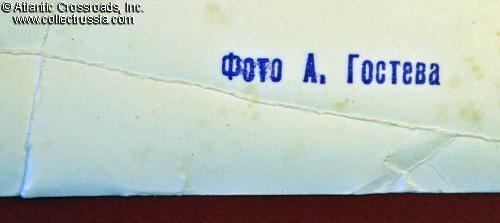 © Atlantic Crossroads, Inc.
www.collectrussia.com
Фото А. Гостева